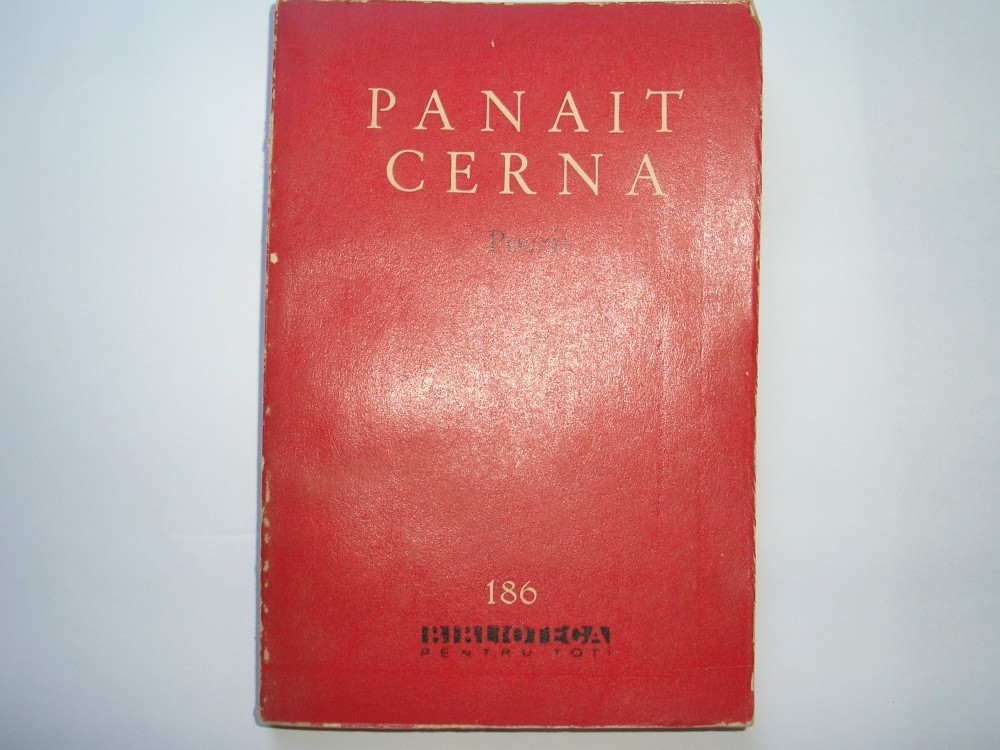 PANAIT
CERNA
Poezii
186
BIBLIOTECA
PENTRU TOȚI